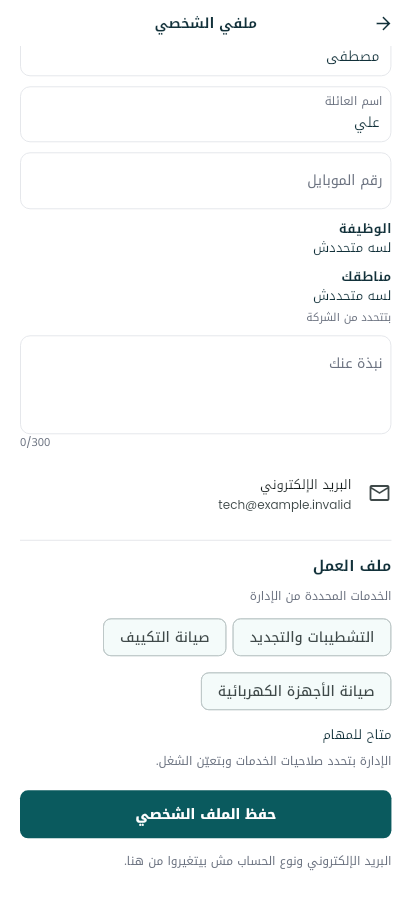 ملفي الشخصي
مصطفى
اسم العائلة
علي
رقم الموبايل
الوظيفة
لسه متحددش
مناطقك
لسه متحددش
بتتحدد من الشركة
نبذة عنك
0/300
البريد الإلكتروني
tech@example.invalid
ملف العمل
الخدمات المحددة من الإدارة
التشطيبات والتجديد
صيانة التكييف
صيانة الأجهزة الكهربائية
متاح للمهام
الإدارة بتحدد صلاحيات الخدمات وبتعيّن الشغل.
حفظ الملف الشخصي
البريد الإلكتروني ونوع الحساب مش بيتغيروا من هنا.